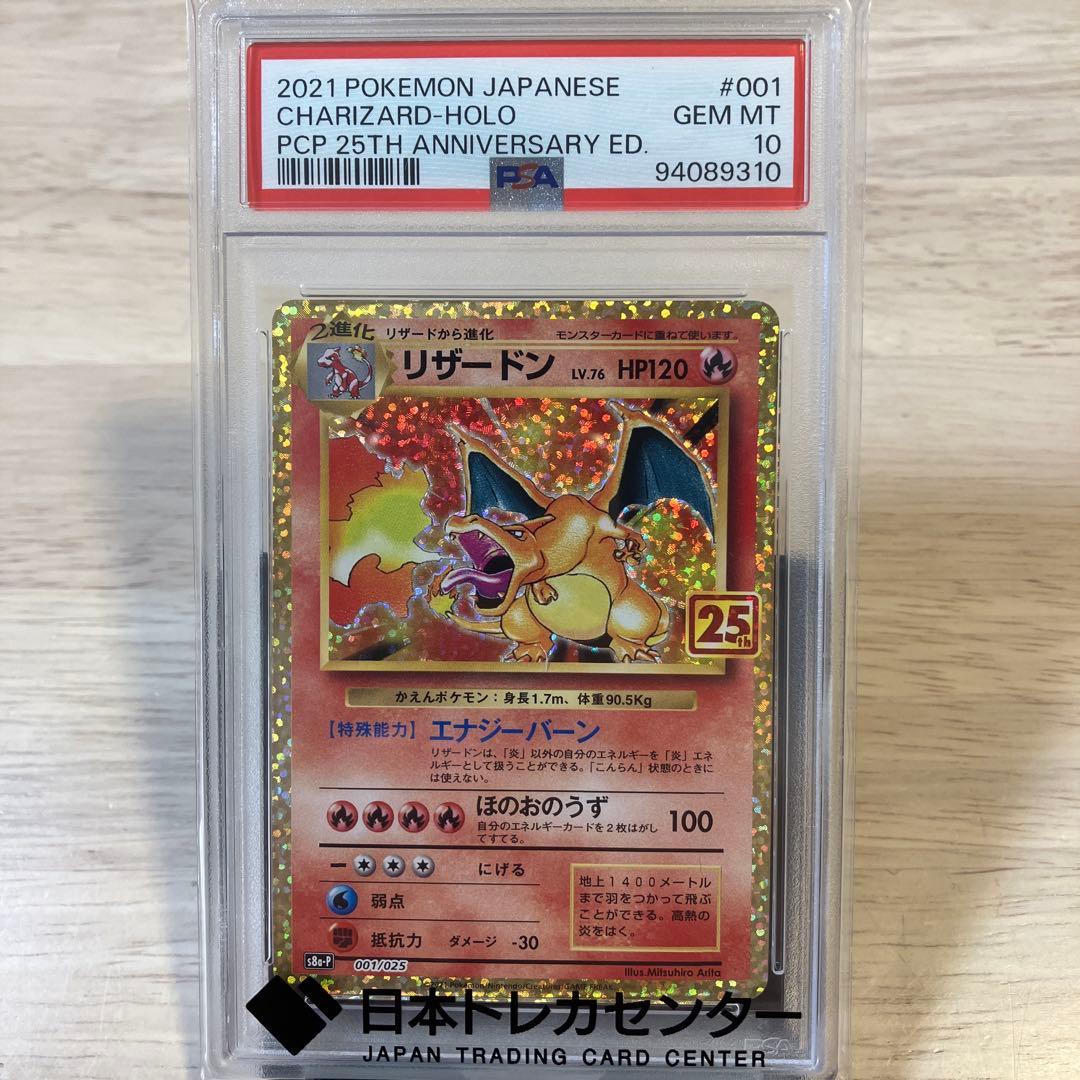 2021 POKEMON JAPANESE #001
CHARIZARD-HOLO GEM MT
PCP 25TH ANNIVERSARY ED. 10
PSA 94089310
2進化 リザードから進化 モンスターカードに重ねて使います。
リザードン LV.76 HP120
25th
かえんポケモン：身長1.7m、体重90.5Kg
【特殊能力】エナジーバーン
リザードンは、「炎」以外の自分のエネルギーを「炎」エネ
ルギーとして扱うことができる。「こんらん」状態のときに
は使えない。
ほのおのうず 100
自分のエネルギーカードを2枚はがし
てすてる。
にげる
弱点
抵抗力 ダメージ -30
地上1400メートル
まで羽をつかって飛ぶ
ことができる。高熱の
炎をはく。
s8a-P 001/025 Illus.Mitsuhiro Arita
©2021 Pokémon/Nintendo/Creatures/GAME FREAK.
日本トレカセンター
JAPAN TRADING CARD CENTER
PSA